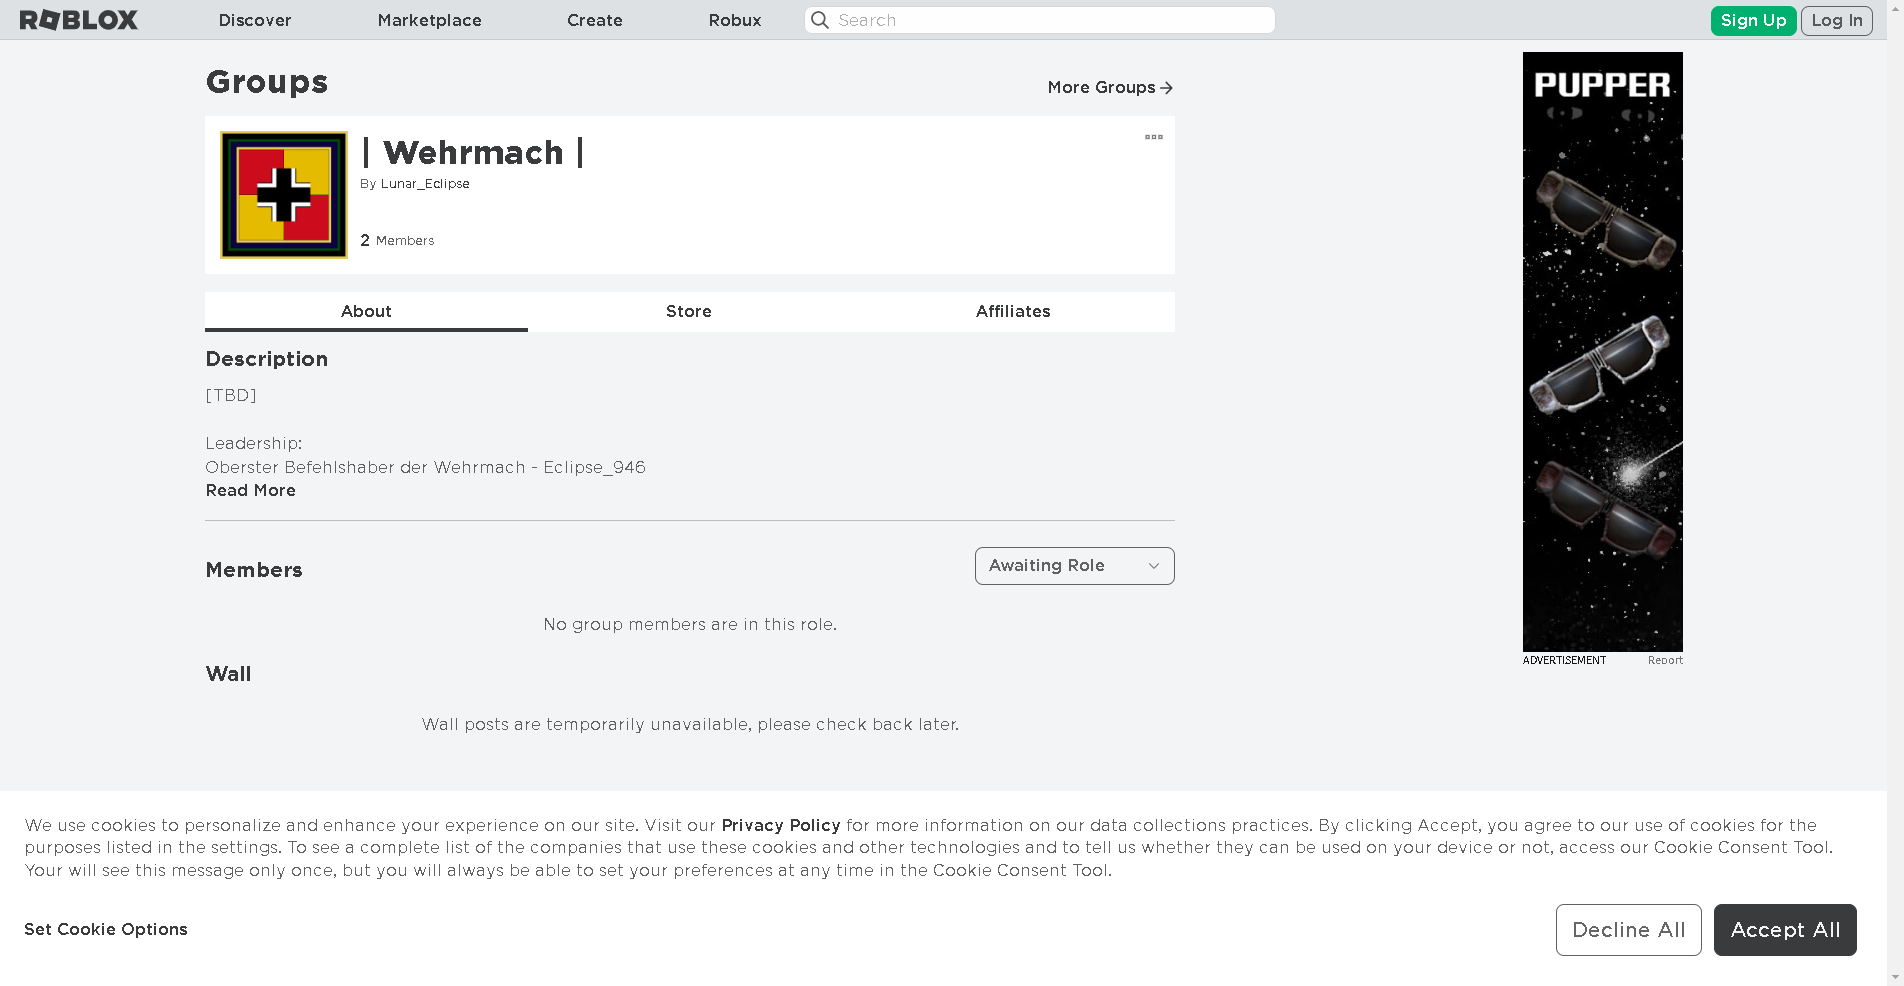 ROBLOX Discover Marketplace Create Robux Search Sign Up Log In
Groups
More Groups
| Wehrmach |
By Lunar_Eclipse
2 Members
About Store Affiliates
Description
[TBD]
Leadership:
Oberster Befehlshaber der Wehrmach - Eclipse_946
Read More
Members
Awaiting Role
No group members are in this role.
Wall
Wall posts are temporarily unavailable, please check back later.
PUPPER
ADVERTISEMENT Report
We use cookies to personalize and enhance your experience on our site. Visit our Privacy Policy for more information on our data collections practices. By clicking Accept, you agree to our use of cookies for the
purposes listed in the settings. To see a complete list of the companies that use these cookies and other technologies and to tell us whether they can be used on your device or not, access our Cookie Consent Tool.
Your will see this message only once, but you will always be able to set your preferences at any time in the Cookie Consent Tool.
Set Cookie Options
Decline All
Accept All